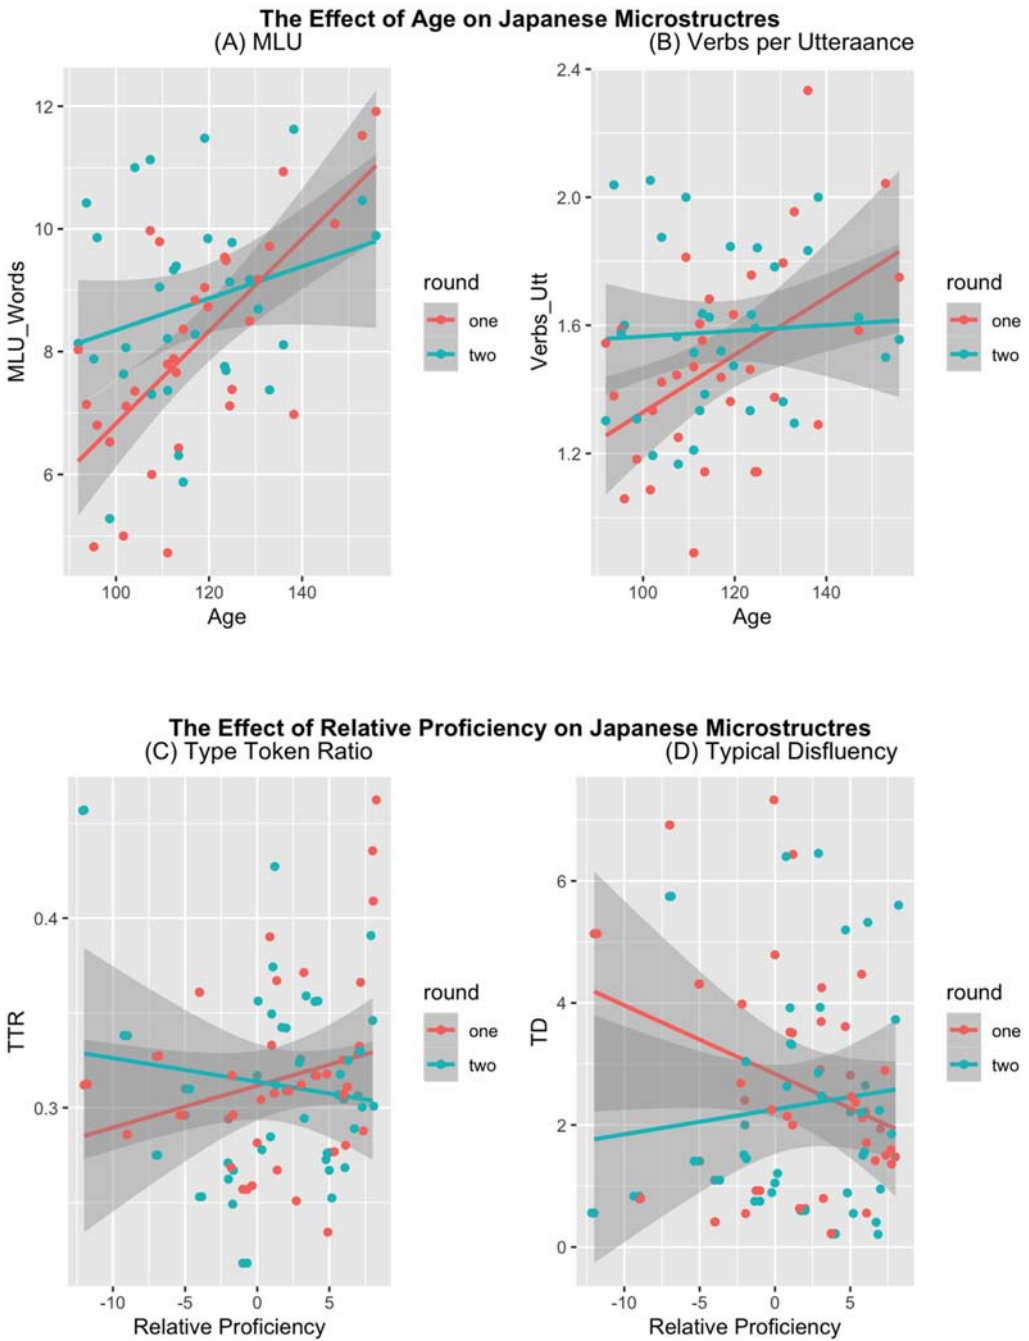 The Effect of Age on Japanese Microstructres
(A) MLU
(B) Verbs per Utteraance
MLU_Words
12
10
8
6
100
120
140
Age
round
one
two
Verbs_Utt
2.4
2.0
1.6
1.2
100
120
140
Age
round
one
two
The Effect of Relative Proficiency on Japanese Microstructres
(C) Type Token Ratio
(D) Typical Disfluency
TTR
0.4
0.3
-10
-5
0
5
Relative Proficiency
round
one
two
TD
6
4
2
0
-10
-5
0
5
Relative Proficiency
round
one
two